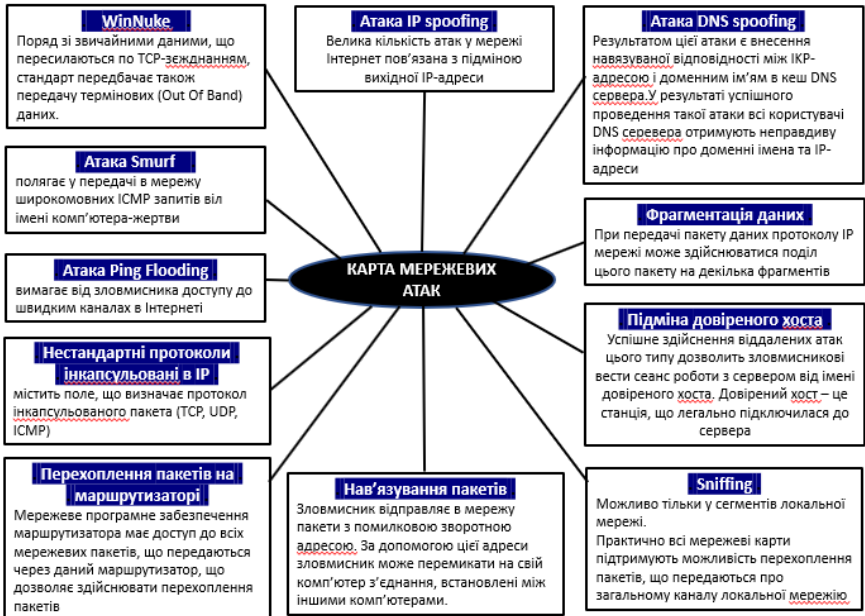 WinNuke
Поряд зі звичайними даними, що
пересилаються по TCP-зєжднанням,
стандарт передбачає також
передачу термінових (Out Of Band)
даних.
Атака IP spoofing
Велика кількість атак у мережі
Інтернет пов’язана з підміною
вихідної IP-адреси
Атака DNS spoofing
Результатом цієї атаки є внесення
навязуваної відповідності між ІКР-
адресою і доменним ім’ям в кеш DNS
сервера.У результаті успішного
проведення такої атаки всі користувачі
DNS серевера отримують неправдиву
інформацію про доменні імена та IP-
адреси
Атака Smurf
полягає у передачі в мережу
широкомовних ICMP запитів віл
імені комп’ютера-жертви
Фрагментація даних
При передачі пакету даних протоколу IP
мережі може здійснюватися поділ
цього пакету на декілька фрагментів
Атака Ping Flooding
вимагає від зловмисника доступу до
швидким каналах в Інтернеті
КАРТА МЕРЕЖЕВИХ
АТАК
Підміна довіреного хоста
Успішне здійснення віддалених атак
цього типу дозволить зловмисникові
вести сеанс роботи з сервером від імені
довіреного хоста. Довірений хост – це
станція, що легально підключилася до
сервера
Нестандартні протоколи
інкапсульовані в IP
містить поле, що визначає протокол
інкапсульованого пакета (TCP, UDP,
ICMP)
Перехоплення пакетів на
маршрутизаторі
Мережеве програмне забезпечення
маршрутизатора має доступ до всіх
мережевих пакетів, що передаються
через даний маршрутизатор, що
дозволяє здійснювати перехоплення
пакетів
Нав’язування пакетів
Зловмисник відправляє в мережу
пакети з помилковою зворотною
адресою. За допомогою цієї адреси
зловмисник може перемикати на свій
комп’ютер з’єднання, встановлені між
іншими комп’ютерами.
Sniffing
Можливо тільки у сегментів локальної
мережі.
Практично всі мережеві карти
підтримують можливість перехоплення
пакетів, що передаються про
загальному каналу локальної мережію